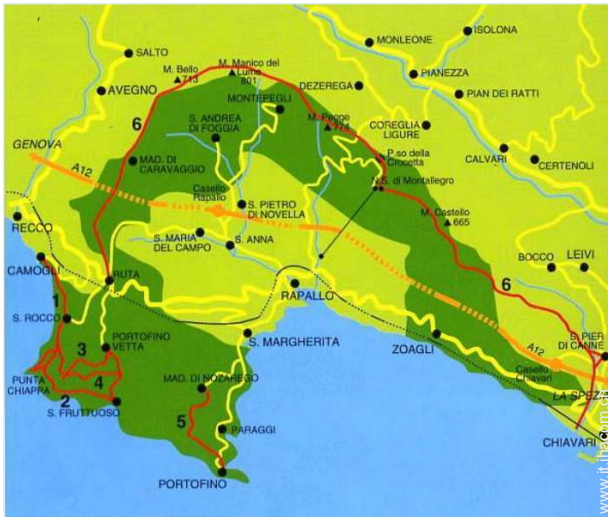 ISOLONA
MONLEONE
SALTO
M. Manico del
Lume
801
M. Bello
713
PIANEZZA
DEZEREGA
AVEGNO
PIAN DEI RATTI
MONTEPEGLI
S. ANDREA
DI FOGGIA
M. Pegge
774
COREGLIA
LIGURE
6
GENOVA
CALVARI
P.so della
Crocetta
CERTENOLI
A12
MAD. DI
CARAVAGGIO
Casello
Rapallo
N.S. di Montallegro
S. PIETRO
DI NOVELLA
M. Castello
665
RECCO
S. MARIA
DEL CAMPO
S. ANNA
BOCCO
LEIVI
CAMOGLI
RUTA
RAPALLO
6
1
S. ROCCO
PORTOFINO
VETTA
S. MARGHERITA
ZOAGLI
S. PIER
DI CANNE
A12
3
4
PUNTA
CHIAPPA
MAD. DI NOZAREGO
Casello
Chiavari
2
S. FRUTTUOSO
5
LA SPEZ
PARAGGI
CHIAVARI
PORTOFINO